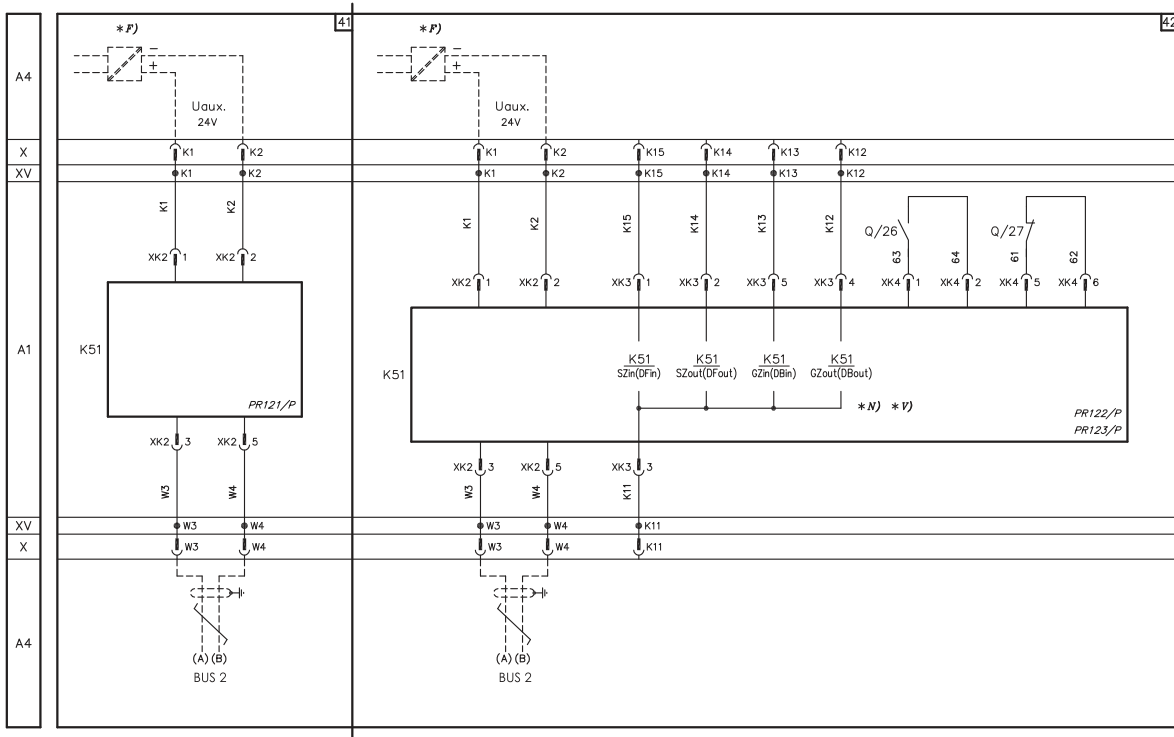 41
42
*F)
*F)
A4
Uaux.
24V
Uaux.
24V
X
K1
K2
K1
K2
K15
K14
K13
K12
XV
K1
K2
K1
K2
K15
K14
K13
K12
K1
K2
K1
K2
K15
K14
K13
K12
Q/26
63
64
Q/27
61
62
XK2 1
XK2 2
XK2 1
XK2 2
XK3 1
XK3 2
XK3 5
XK3 4
XK4 1
XK4 2
XK4 5
XK4 6
A1
K51
PR121/P
K51
K51
SZin(DFin)
K51
SZout(DFout)
K51
GZin(DBin)
K51
GZout(DBout)
*N) *V)
PR122/P
PR123/P
XK2 3
XK2 5
XK2 3
XK2 5
XK3 3
W3
W4
W3
W4
K11
XV
W3
W4
W3
W4
K11
X
W3
W4
W3
W4
K11
A4
(A) (B)
BUS 2
(A) (B)
BUS 2